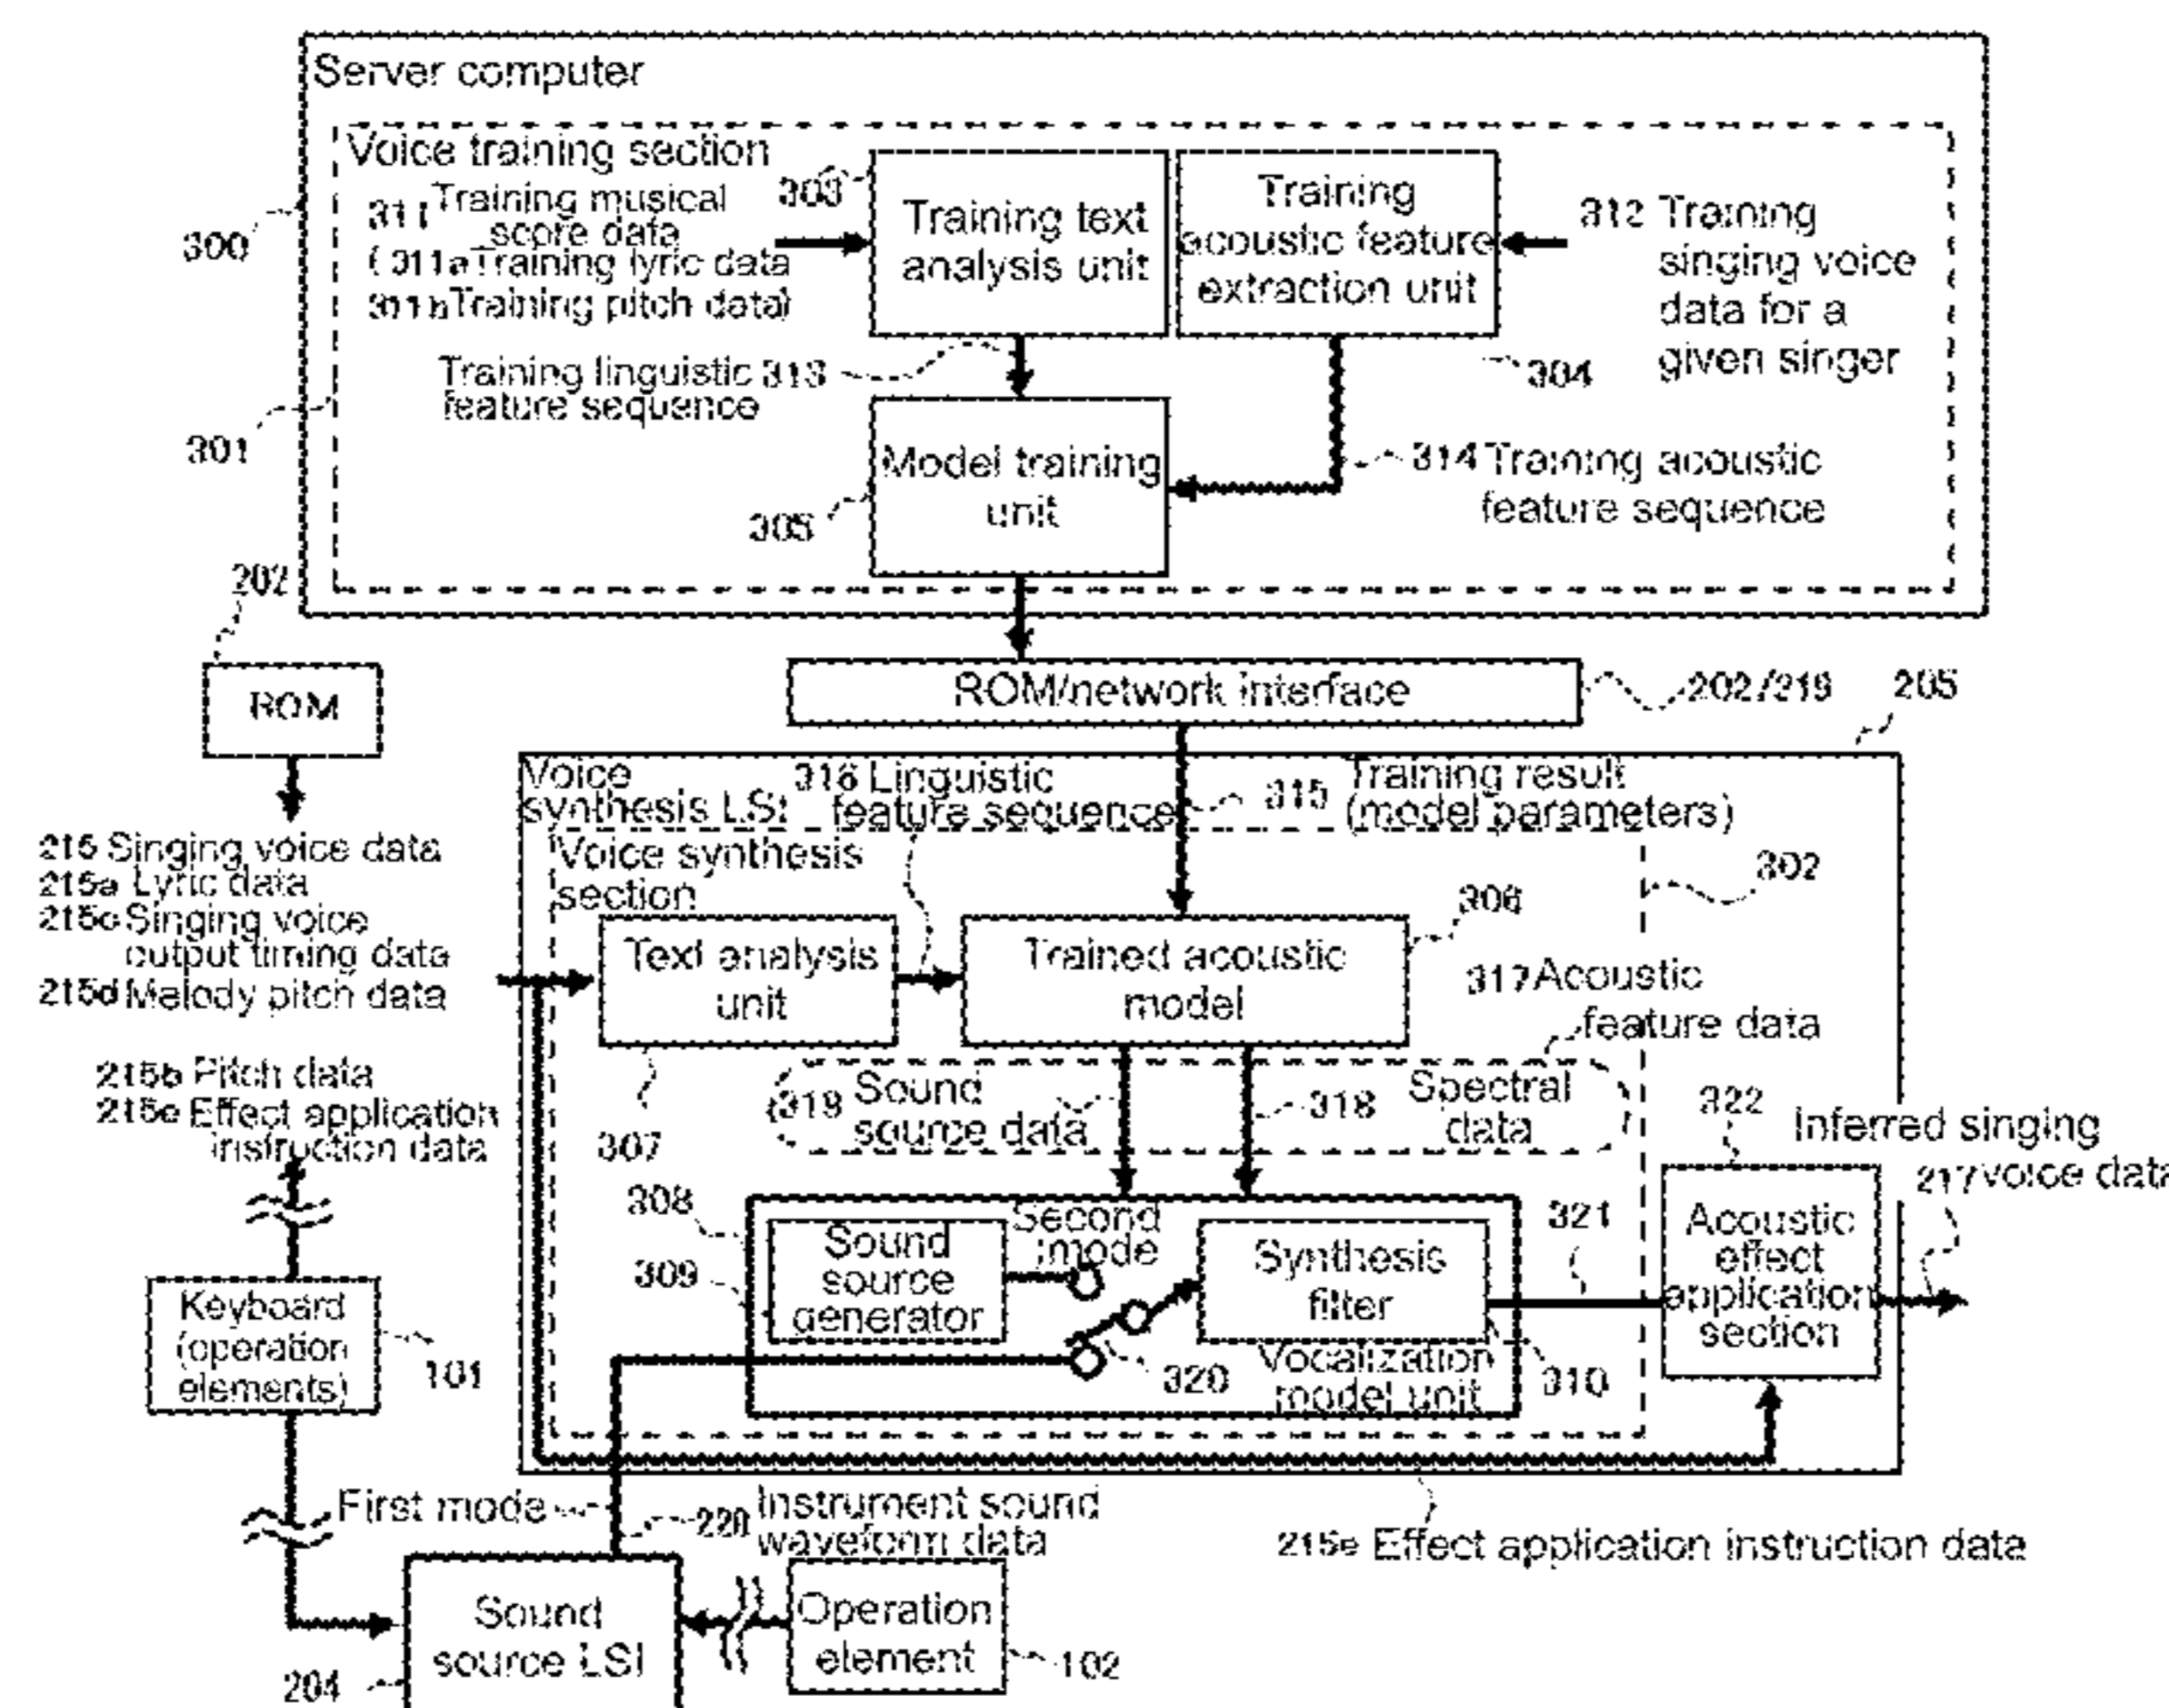 Server computer
Voice training section
311 Training musical
score data
(311a Training lyric data
311b Training pitch data)
303
Training text
analysis unit
Training
acoustic feature
extraction unit
312 Training
singing voice
data for a
given singer
300
304
Training linguistic 313
feature sequence
301
Model training
unit
305
314 Training acoustic
feature sequence
202
ROM
ROM/network interface
202/219
205
Voice
synthesis LSI
316 Linguistic
feature sequence
315
Training result
(model parameters)
215 Singing voice data
215a Lyric data
215c Singing voice
output timing data
215d Melody pitch data
Voice synthesis
section
302
Text analysis
unit
Trained acoustic
model
306
317 Acoustic
feature data
215b Pitch data
215e Effect application
instruction data
307
319 Sound
source data
318
Spectral
data
322
Inferred singing
217 voice data
308
309
Sound
source
generator
Second
mode
Synthesis
filter
321
Acoustic
effect
application
section
Keyboard
(operation
elements)
101
320
Vocalization
model unit
310
First mode
220 Instrument sound
waveform data
215e Effect application instruction data
Sound
source LSI
204
Operation
element
102